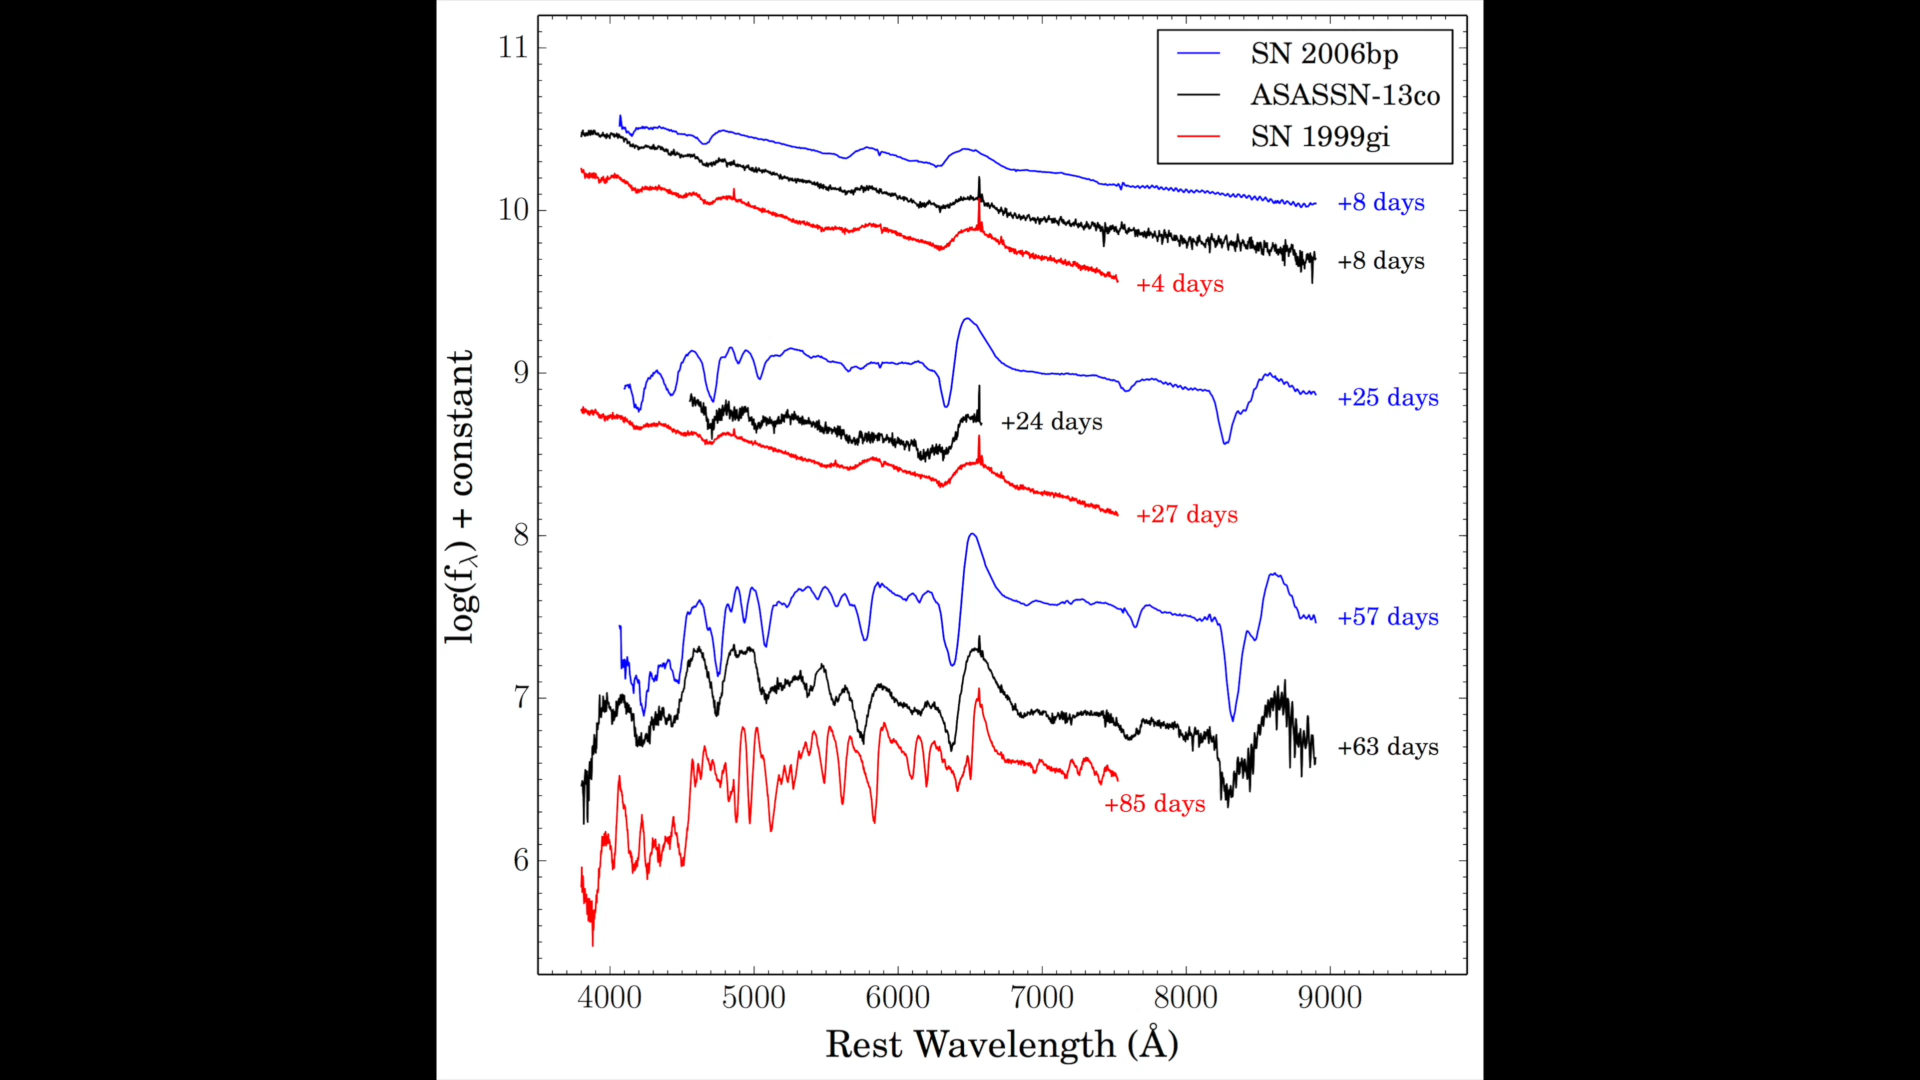 11
SN 2006bp
ASASSN-13co
SN 1999gi
10
+8 days
+8 days
+4 days
9
+25 days
+24 days
+27 days
8
+57 days
7
+63 days
+85 days
6
log(fλ) + constant
4000 5000 6000 7000 8000 9000
Rest Wavelength (Å)